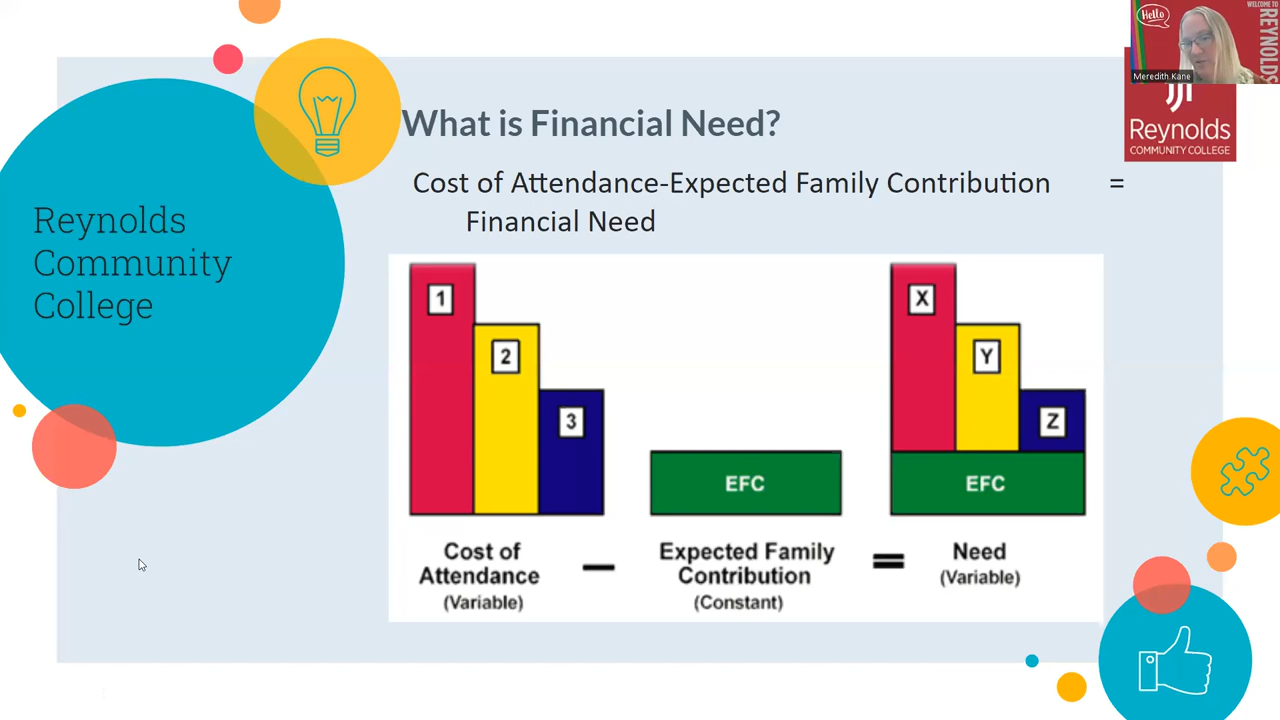 Hello
WELCOME TO
REYNOLDS
Meredith Kane
Reynolds
COMMUNITY COLLEGE
What is Financial Need?
Cost of Attendance-Expected Family Contribution =
Financial Need
Reynolds
Community
College
1
2
3
EFC
X
Y
Z
EFC
Cost of
Attendance
(Variable)
—
Expected Family
Contribution
(Constant)
=
Need
(Variable)